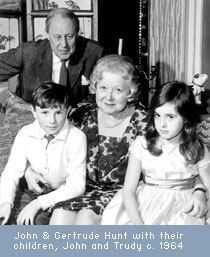 John & Gertrude Hunt with their
children, John and Trudy c. 1964